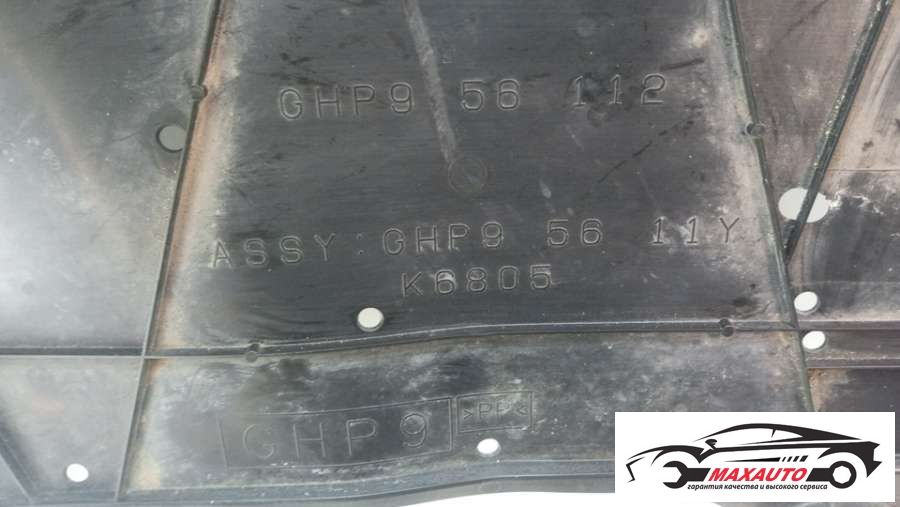 GHP9 56 112
ASSY:GHP9 56 11Y
K6805
GHP9 >PP<
MAXAUTO
гарантия качества и высокого сервиса